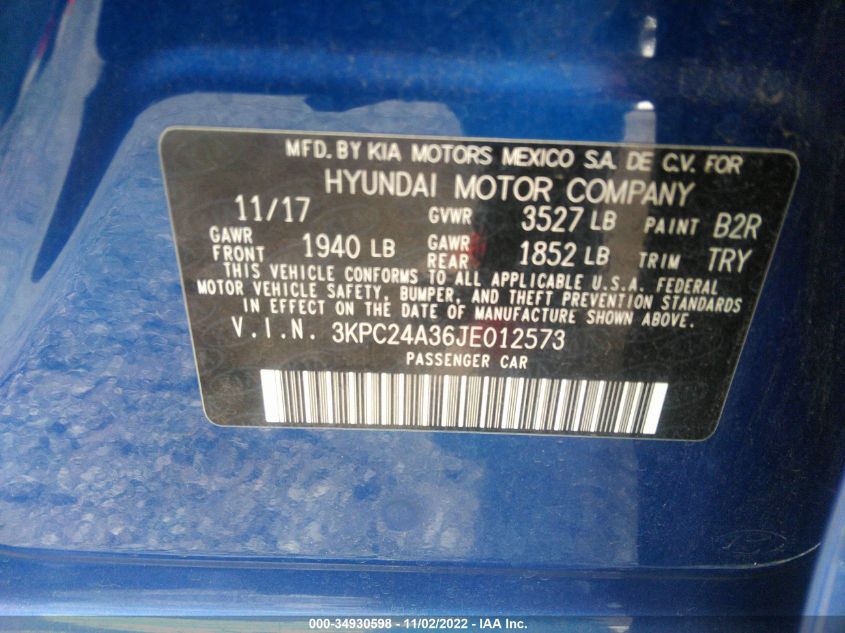 MFD. BY KIA MOTORS MEXICO S.A. DE C.V. FOR
HYUNDAI MOTOR COMPANY
11/17 GVWR 3527 LB PAINT B2R
GAWR FRONT 1940 LB GAWR REAR 1852 LB TRIM TRY
THIS VEHICLE CONFORMS TO ALL APPLICABLE U.S.A. FEDERAL
MOTOR VEHICLE SAFETY, BUMPER, AND THEFT PREVENTION STANDARDS
IN EFFECT ON THE DATE OF MANUFACTURE SHOWN ABOVE.
V.I.N. 3KPC24A36JE012573
PASSENGER CAR
000-34930598 - 11/02/2022 - IAA Inc.